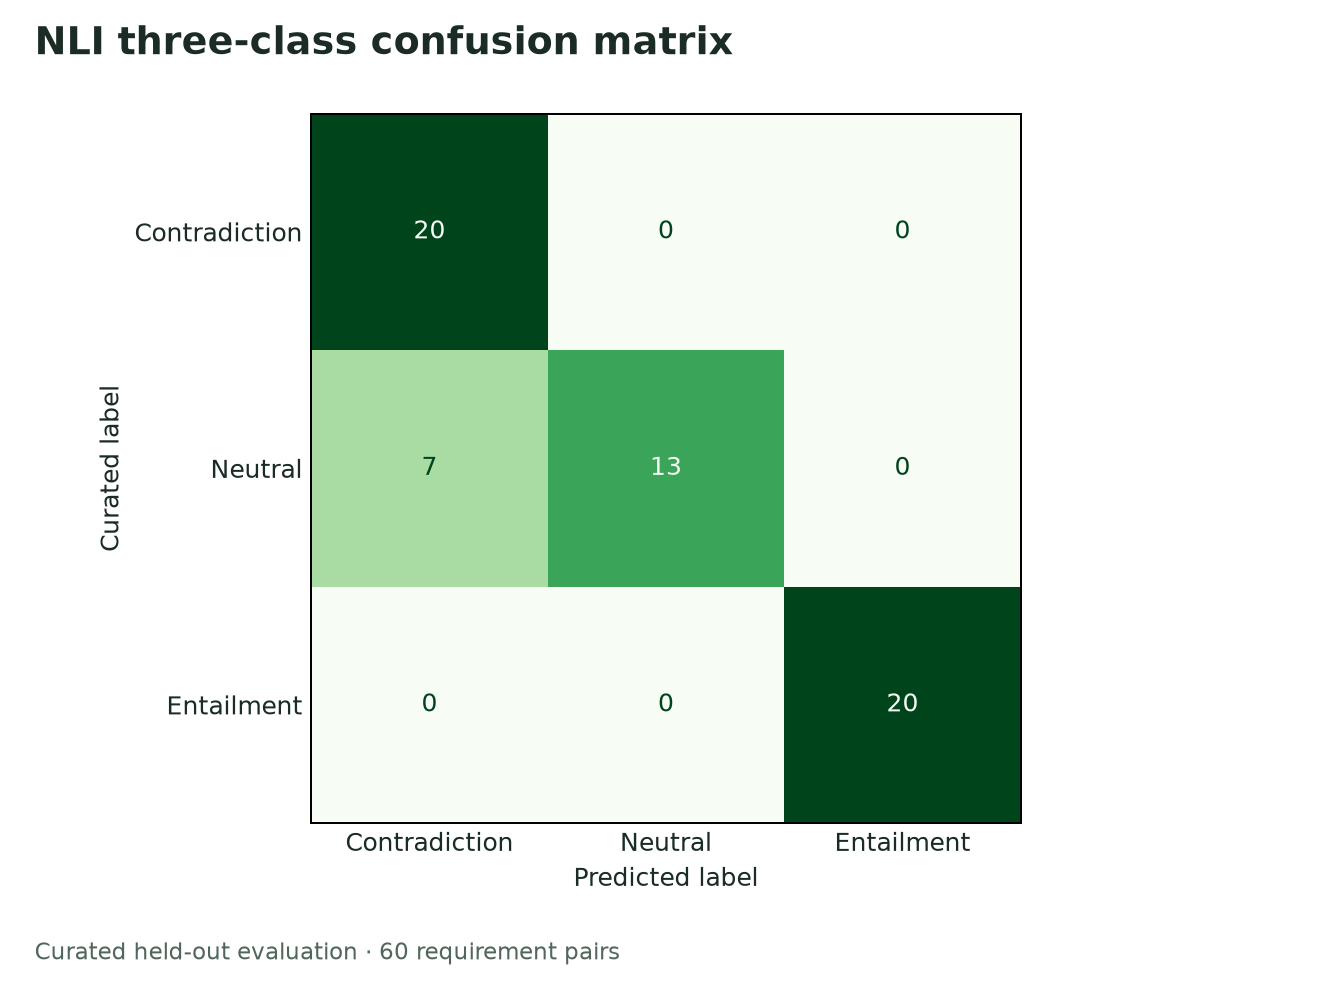 NLI three-class confusion matrix
Contradiction 20 0 0
Curated label
Neutral 7 13 0
Entailment 0 0 20
Contradiction Neutral Entailment
Predicted label
Curated held-out evaluation · 60 requirement pairs